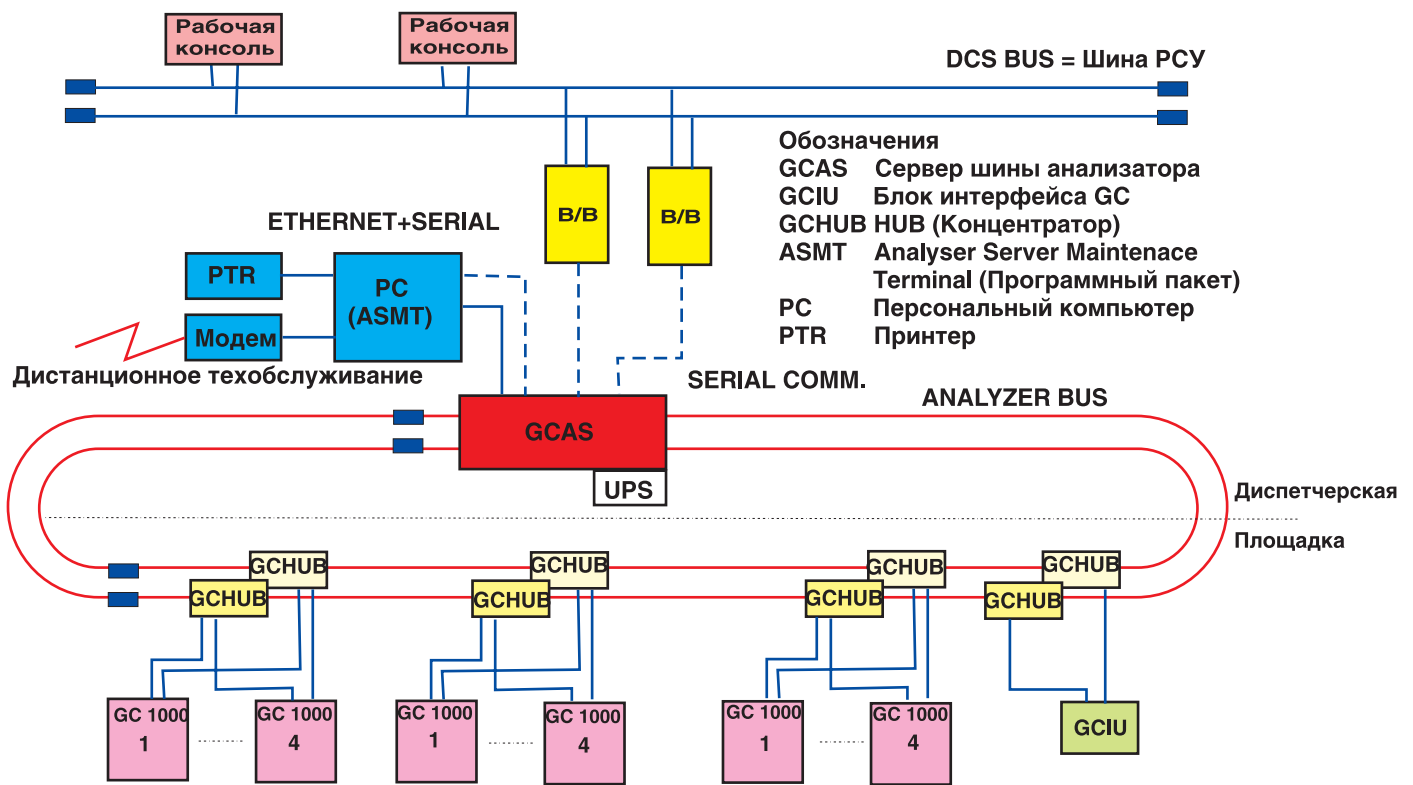 Рабочая
консоль
Рабочая
консоль
DCS BUS = Шина РСУ
Обозначения
GCAS Сервер шины анализатора
GCIU Блок интерфейса GC
GCHUB HUB (Концентратор)
ASMT Analyser Server Maintenace
Terminal (Программный пакет)
PC Персональный компьютер
PTR Принтер
B/B
B/B
ETHERNET+SERIAL
PTR
PC
(ASMT)
Модем
Дистанционное техобслуживание
SERIAL COMM.
ANALYZER BUS
GCAS
UPS
Диспетчерская
Площадка
GCHUB
GCHUB
GCHUB
GCHUB
GCHUB
GCHUB
GCHUB
GCHUB
GC 1000
1
GC 1000
4
GC 1000
1
GC 1000
4
GC 1000
1
GC 1000
4
GCIU